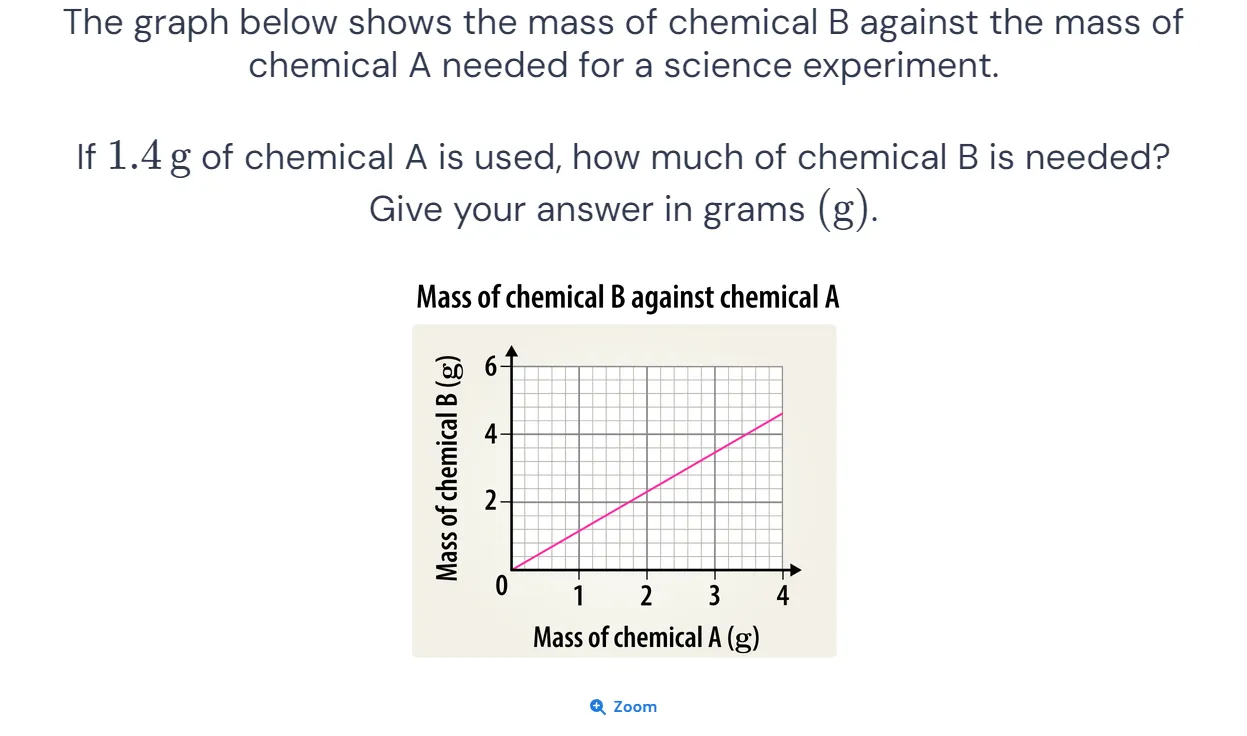 The graph below shows the mass of chemical B against the mass of
chemical A needed for a science experiment.
If 1.4 g of chemical A is used, how much of chemical B is needed?
Give your answer in grams (g).
Mass of chemical B against chemical A
Mass of chemical B (g)
6
4
2
0
1 2 3 4
Mass of chemical A (g)
Zoom